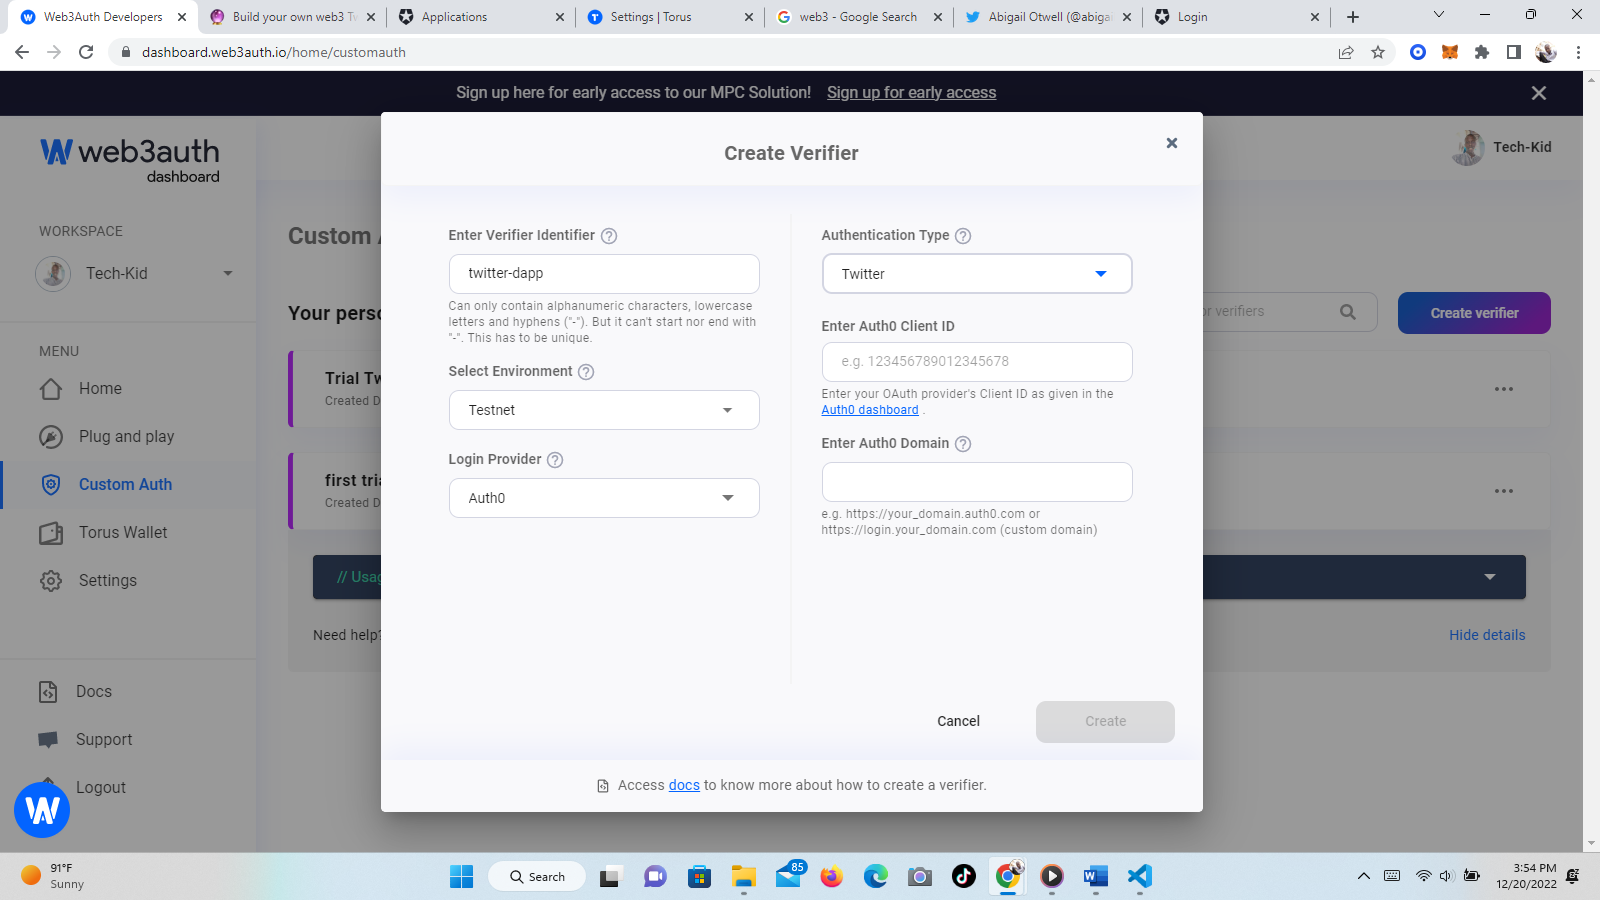 Web3Auth Developers
Build your own web3 Tw
Applications
Settings | Torus
web3 - Google Search
Abigail Otwell (@abiga
Login
dashboard.web3auth.io/home/customauth
Sign up here for early access to our MPC Solution! Sign up for early access
web3auth
dashboard
Tech-Kid
WORKSPACE
Tech-Kid
MENU
Home
Plug and play
Custom Auth
Torus Wallet
Settings
Docs
Support
Logout
Custom A
Your perso
or verifiers
Create verifier
Trial Tw
Created D
first tria
Created D
// Usag
Need help?
Hide details
Create Verifier
Enter Verifier Identifier
twitter-dapp
Can only contain alphanumeric characters, lowercase
letters and hyphens ("-"). But it can't start nor end with
"-". This has to be unique.
Select Environment
Testnet
Login Provider
Auth0
Authentication Type
Twitter
Enter Auth0 Client ID
e.g. 123456789012345678
Enter your OAuth provider's Client ID as given in the
Auth0 dashboard .
Enter Auth0 Domain
e.g. https://your_domain.auth0.com or
https://login.your_domain.com (custom domain)
Cancel
Create
Access docs to know more about how to create a verifier.
91°F
Sunny
Search
85
3:54 PM
12/20/2022